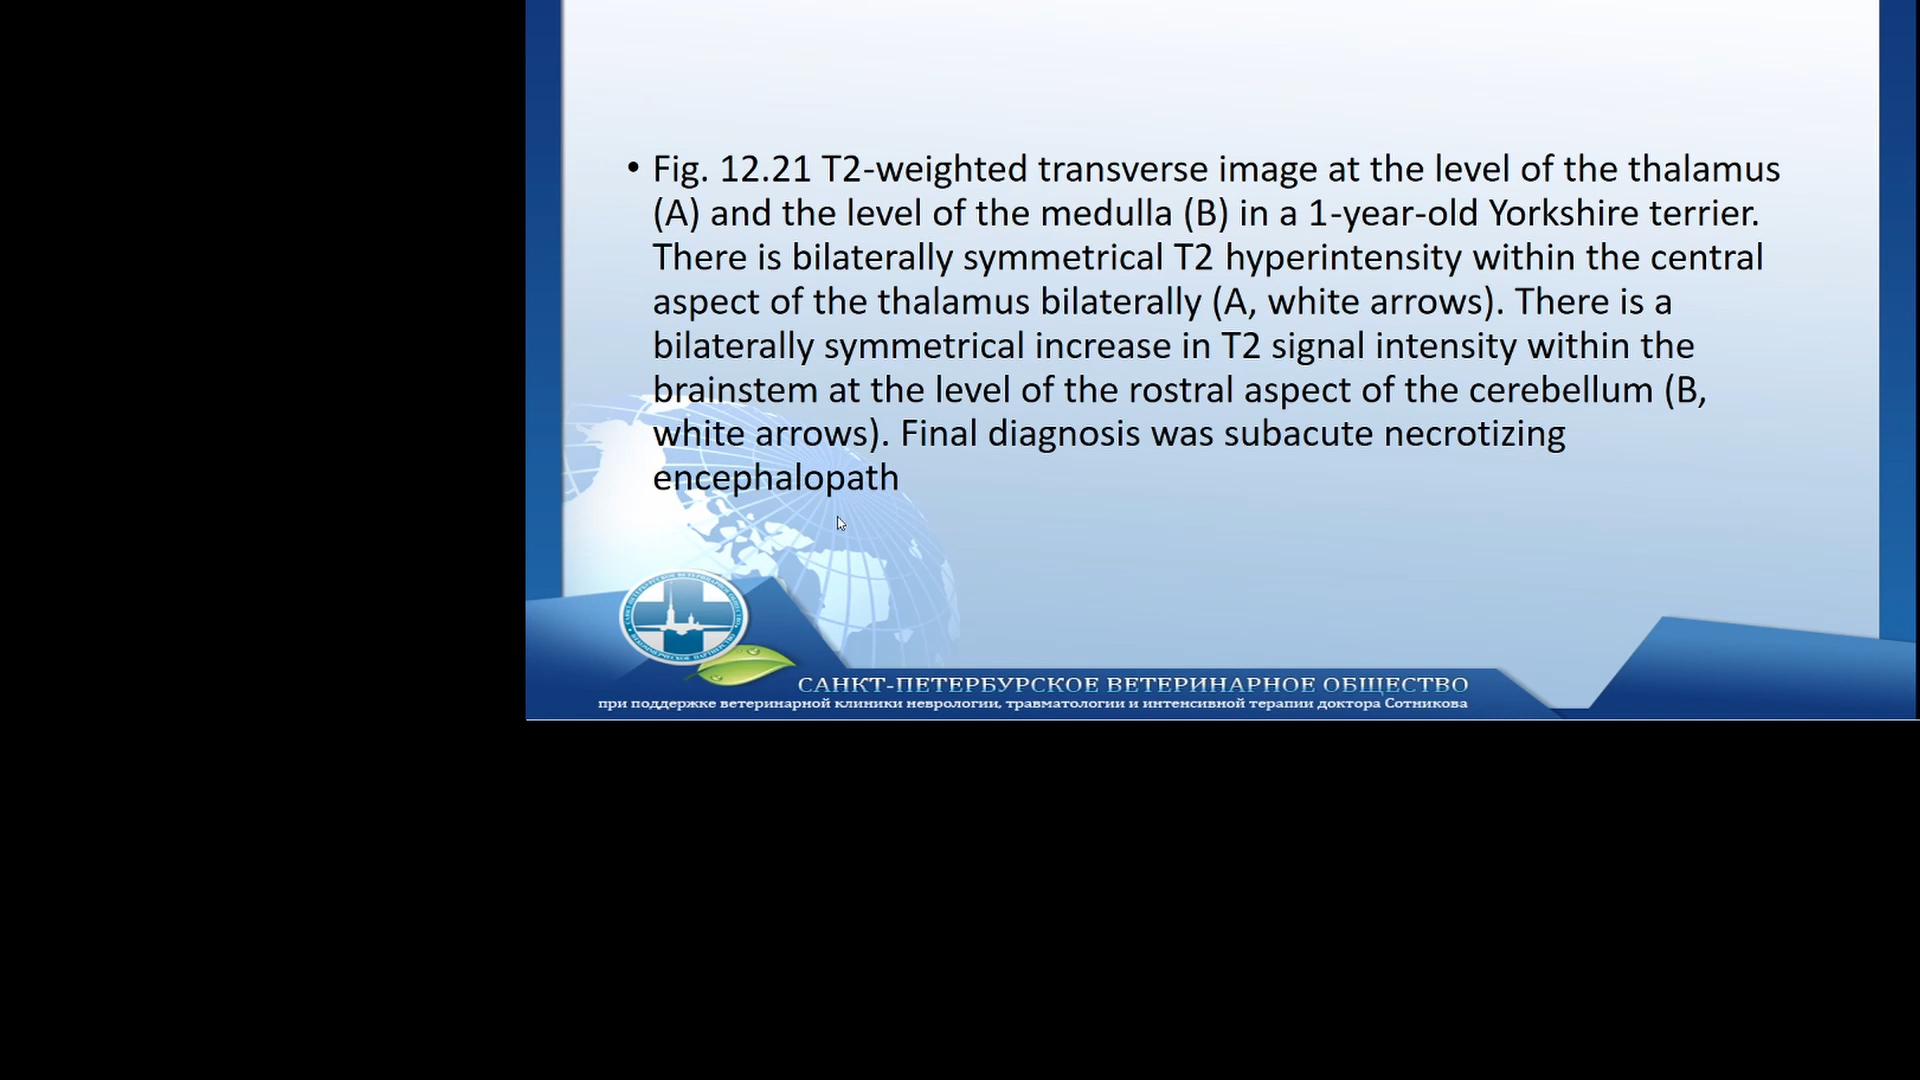 • Fig. 12.21 T2-weighted transverse image at the level of the thalamus
(A) and the level of the medulla (B) in a 1-year-old Yorkshire terrier.
There is bilaterally symmetrical T2 hyperintensity within the central
aspect of the thalamus bilaterally (A, white arrows). There is a
bilaterally symmetrical increase in T2 signal intensity within the
brainstem at the level of the rostral aspect of the cerebellum (B,
white arrows). Final diagnosis was subacute necrotizing
encephalopath
САНКТ-ПЕТЕРБУРСКОЕ ВЕТЕРИНАРНОЕ ОБЩЕСТВО
при поддержке ветеринарной клиники неврологии, травматологии и интенсивной терапии доктора Сотникова